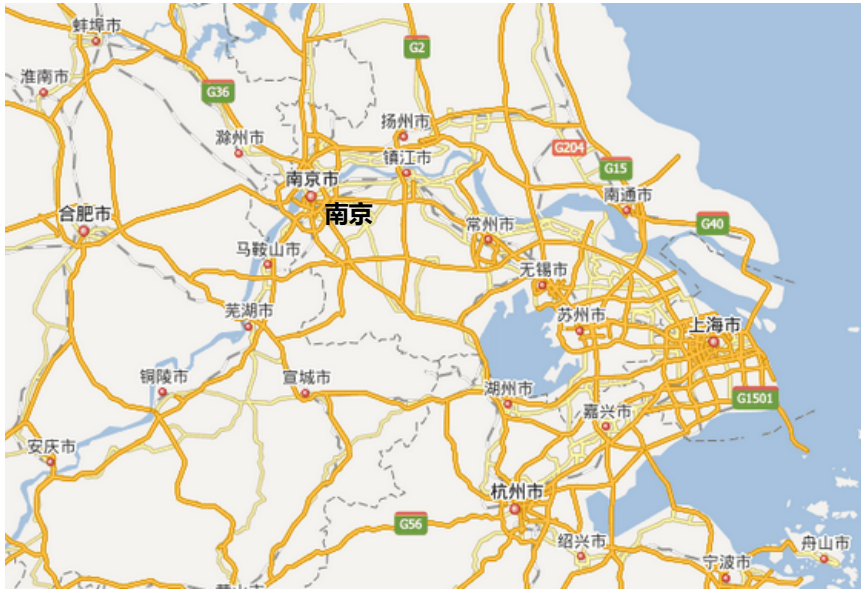 蚌埠市
G2
淮南市
G36
扬州市
滁州市
G204
镇江市
G15
南京市
南通市
南京
合肥市
常州市
G40
马鞍山市
无锡市
芜湖市
苏州市
上海市
铜陵市
宣城市
湖州市
G1501
嘉兴市
安庆市
杭州市
G56
绍兴市
舟山市
宁波市